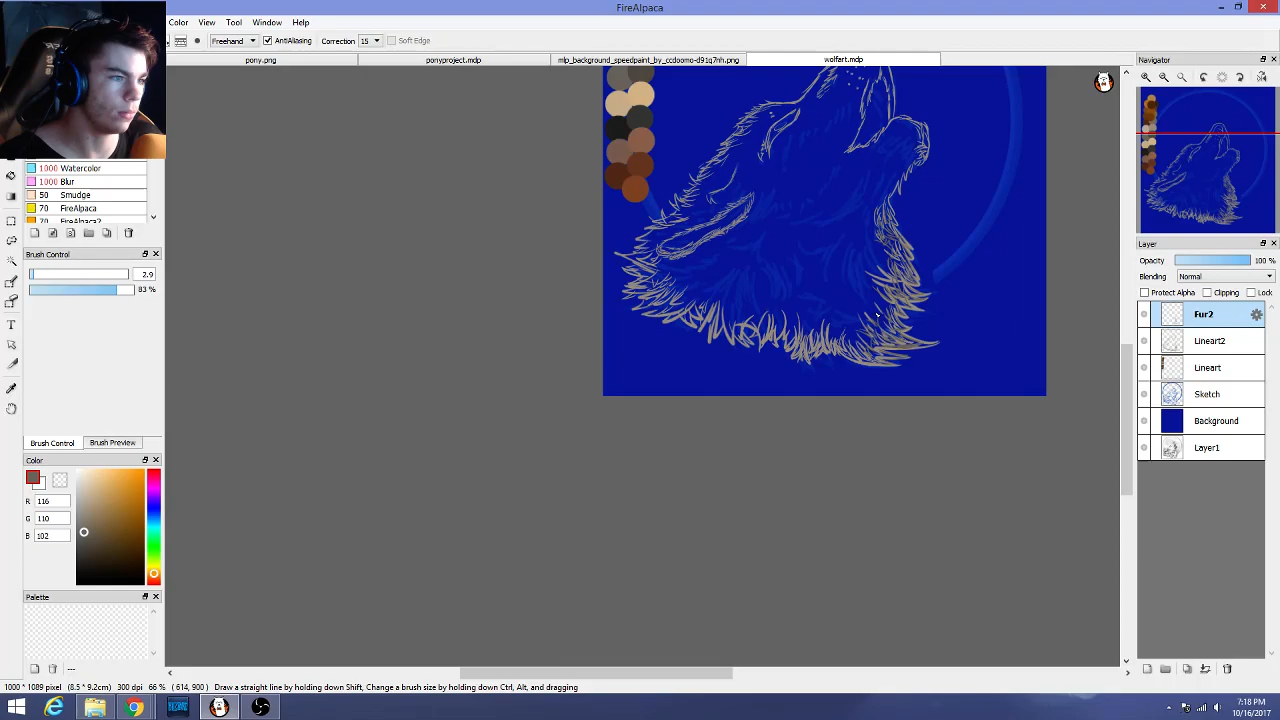 FireAlpaca
Color View Tool Window Help
Freehand AntiAliasing Correction 15 Soft Edge
pony.png ponyproject.mdp mlp_background_speedpaint_by_ccdoomo-d91q7nh.png wolfart.mdp
1000 Watercolor
1000 Blur
50 Smudge
70 FireAlpaca
70 FireAlpaca2
Brush Control
2.9
83 %
Brush Control Brush Preview
Color
R 116
G 110
B 102
Palette
---
Navigator
Layer
Opacity 100 %
Blending Normal
Protect Alpha Clipping Lock
Fur2
Lineart2
Lineart
Sketch
Background
Layer1
1000 * 1089 pixel (8.5 * 9.2cm) 300 dpi 66 % ( 614, 900 ) Draw a straight line by holding down Shift, Change a brush size by holding down Ctrl, Alt, and dragging
7:18 PM
10/16/2017